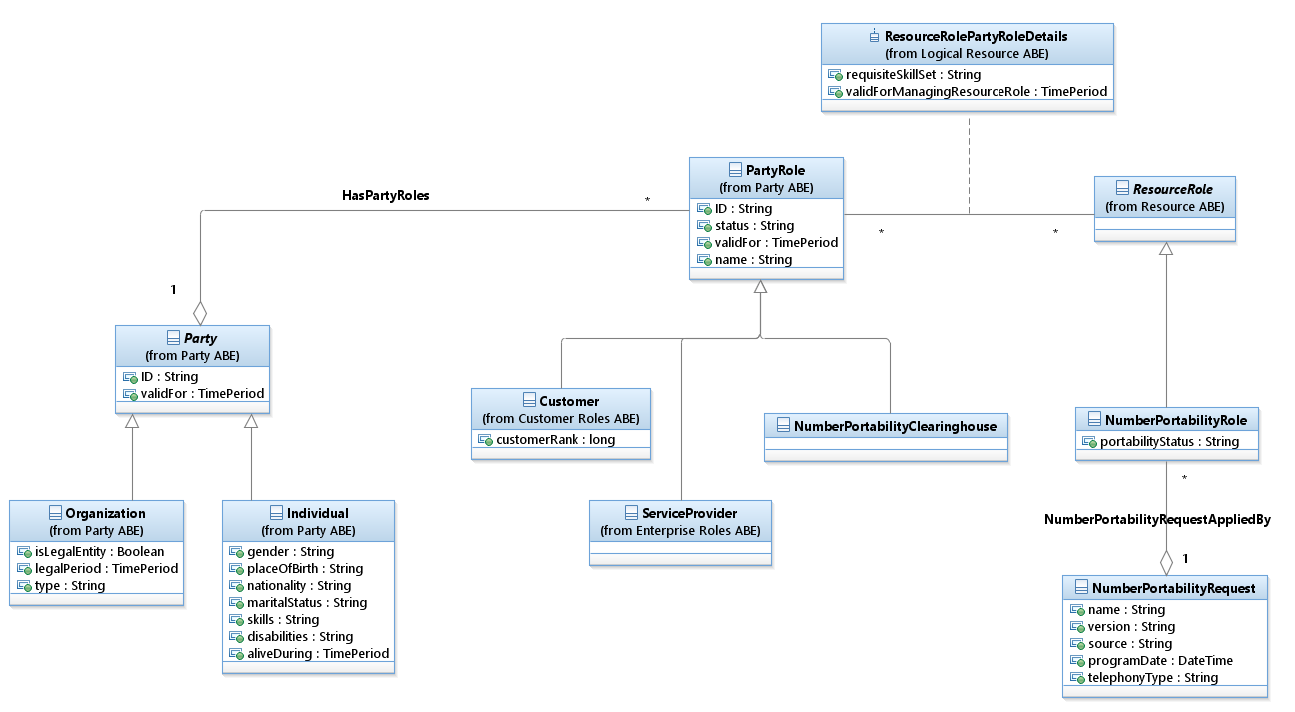 ResourceRolePartyRoleDetails
(from Logical Resource ABE)
requisiteSkillSet : String
validForManagingResourceRole : TimePeriod
PartyRole
(from Party ABE)
ID : String
status : String
validFor : TimePeriod
name : String
HasPartyRoles
*
1
*
*
ResourceRole
(from Resource ABE)
Party
(from Party ABE)
ID : String
validFor : TimePeriod
Customer
(from Customer Roles ABE)
customerRank : long
NumberPortabilityClearinghouse
NumberPortabilityRole
portabilityStatus : String
Organization
(from Party ABE)
isLegalEntity : Boolean
legalPeriod : TimePeriod
type : String
Individual
(from Party ABE)
gender : String
placeOfBirth : String
nationality : String
maritalStatus : String
skills : String
disabilities : String
aliveDuring : TimePeriod
ServiceProvider
(from Enterprise Roles ABE)
*
NumberPortabilityRequestAppliedBy
1
NumberPortabilityRequest
name : String
version : String
source : String
programDate : DateTime
telephonyType : String